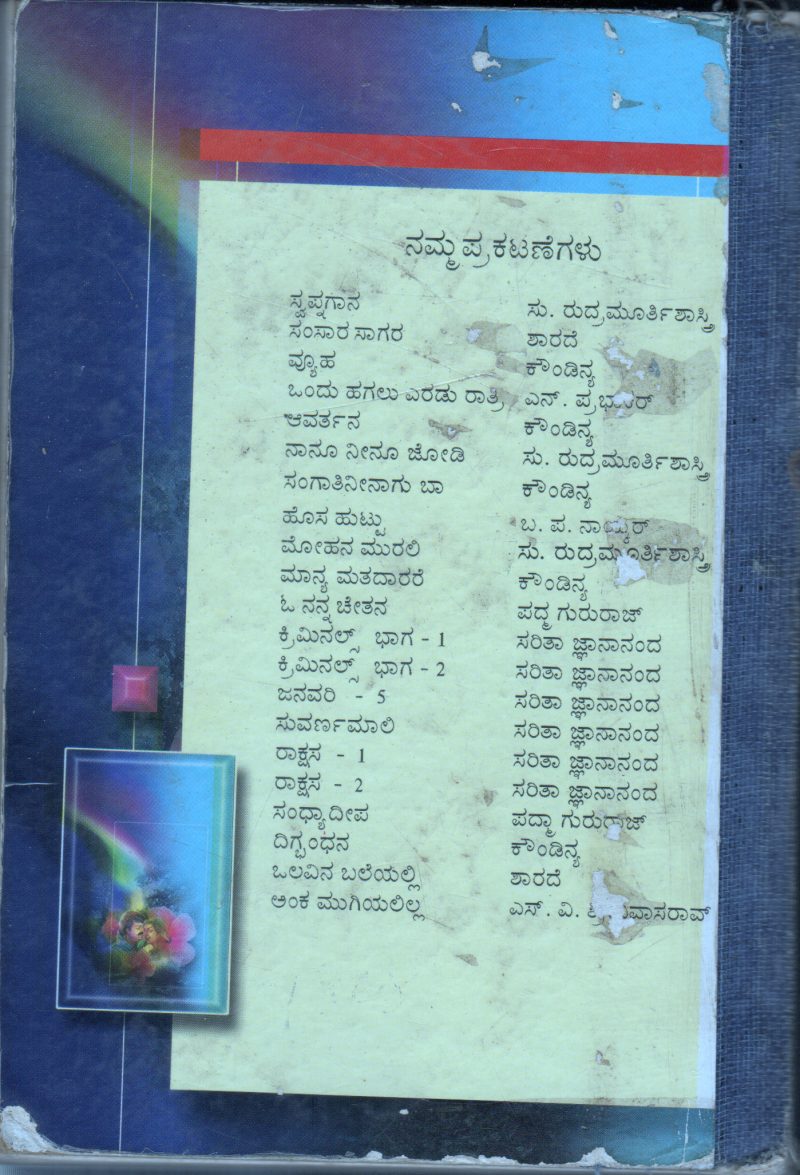 ನಮ್ಮ ಪ್ರಕಟಣೆಗಳು
ಸ್ವಪ್ನಗಾನ ಸು. ರುದ್ರಮೂರ್ತಿಶಾಸ್ತ್ರಿ
ಸಂಸಾರ ಸಾಗರ ಶಾರದೆ
ವ್ಯೂಹ ಕೌಂಡಿನ್ಯ
ಒಂದು ಹಗಲು ಎರಡು ರಾತ್ರಿ ಎನ್. ಪ್ರಭಾಕರ್
ಆವರ್ತನ ಕೌಂಡಿನ್ಯ
ನಾನೂ ನೀನೂ ಜೋಡಿ ಸು. ರುದ್ರಮೂರ್ತಿಶಾಸ್ತ್ರಿ
ಸಂಗಾತಿನೀನಾಗು ಬಾ ಕೌಂಡಿನ್ಯ
ಹೊಸ ಹುಟ್ಟು ಬ. ಪ.
ಮೋಹನ ಮುರಲಿ ಸು. ರುದ್ರಮೂರ್ತಿಶಾಸ್ತ್ರಿ
ಮಾನ್ಯ ಮತದಾರರೆ ಕೌಂಡಿನ್ಯ
ಓ ನನ್ನ ಚೇತನ ಪದ್ಮ ಗುರುರಾಜ್
ಕ್ರಿಮಿನಲ್ಸ್ ಭಾಗ - 1 ಸರಿತಾ ಜ್ಞಾನಾನಂದ
ಕ್ರಿಮಿನಲ್ಸ್ ಭಾಗ - 2 ಸರಿತಾ ಜ್ಞಾನಾನಂದ
ಜನವರಿ - 5 ಸರಿತಾ ಜ್ಞಾನಾನಂದ
ಸುವರ್ಣಮಾಲಿ ಸರಿತಾ ಜ್ಞಾನಾನಂದ
ರಾಕ್ಷಸ - 1 ಸರಿತಾ ಜ್ಞಾನಾನಂದ
ರಾಕ್ಷಸ - 2 ಸರಿತಾ ಜ್ಞಾನಾನಂದ
ಸಂಧ್ಯಾ ದೀಪ ಪದ್ಮಾ ಗುರುರಾಜ್
ದಿಗ್ಭಂಧನ ಕೌಂಡಿನ್ಯ
ಒಲವಿನ ಬಲೆಯಲ್ಲಿ ಶಾರದೆ
ಅಂಕ ಮುಗಿಯಲಿಲ್ಲ ಎಸ್. ವಿ.